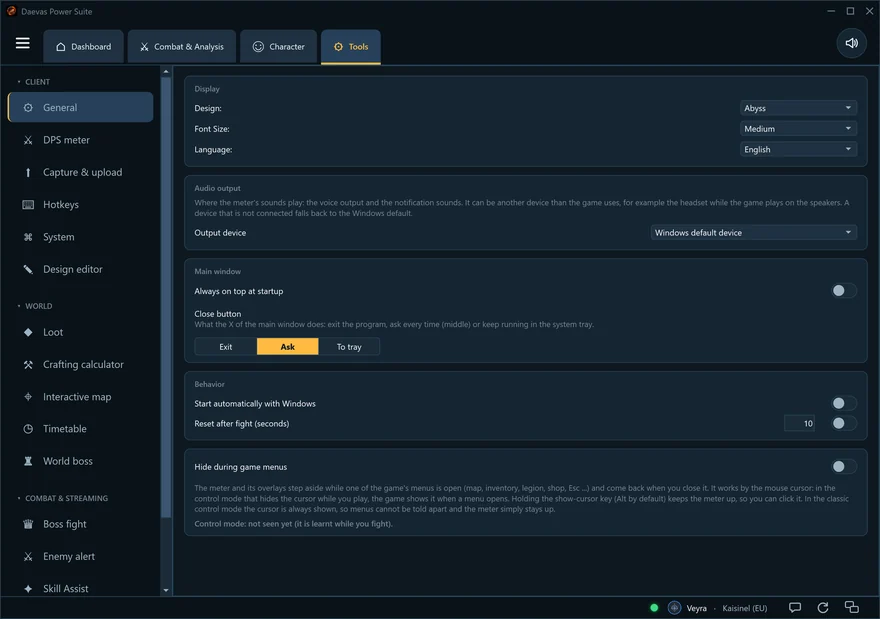 Daevas Power Suite
Dashboard
Combat & Analysis
Character
Tools
CLIENT
General
DPS meter
Capture & upload
Hotkeys
System
Design editor
WORLD
Loot
Crafting calculator
Interactive map
Timetable
World boss
COMBAT & STREAMING
Boss fight
Enemy alert
Skill Assist
Display
Design:
Abyss
Font Size:
Medium
Language:
English
Audio output
Where the meter's sounds play: the voice output and the notification sounds. It can be another device than the game uses, for example the headset while the game plays on the speakers. A
device that is not connected falls back to the Windows default.
Output device
Windows default device
Main window
Always on top at startup
Close button
What the X of the main window does: exit the program, ask every time (middle) or keep running in the system tray.
Exit
Ask
To tray
Behavior
Start automatically with Windows
Reset after fight (seconds)
10
Hide during game menus
The meter and its overlays step aside while one of the game's menus is open (map, inventory, legion, shop, Esc ...) and come back when you close it. It works by the mouse cursor: in the
control mode that hides the cursor while you play, the game shows it when a menu opens. Holding the show-cursor key (Alt by default) keeps the meter up, so you can click it. In the classic
control mode the cursor is always shown, so menus cannot be told apart and the meter simply stays up.
Control mode: not seen yet (it is learnt while you fight).
Veyra · Kaisinel (EU)